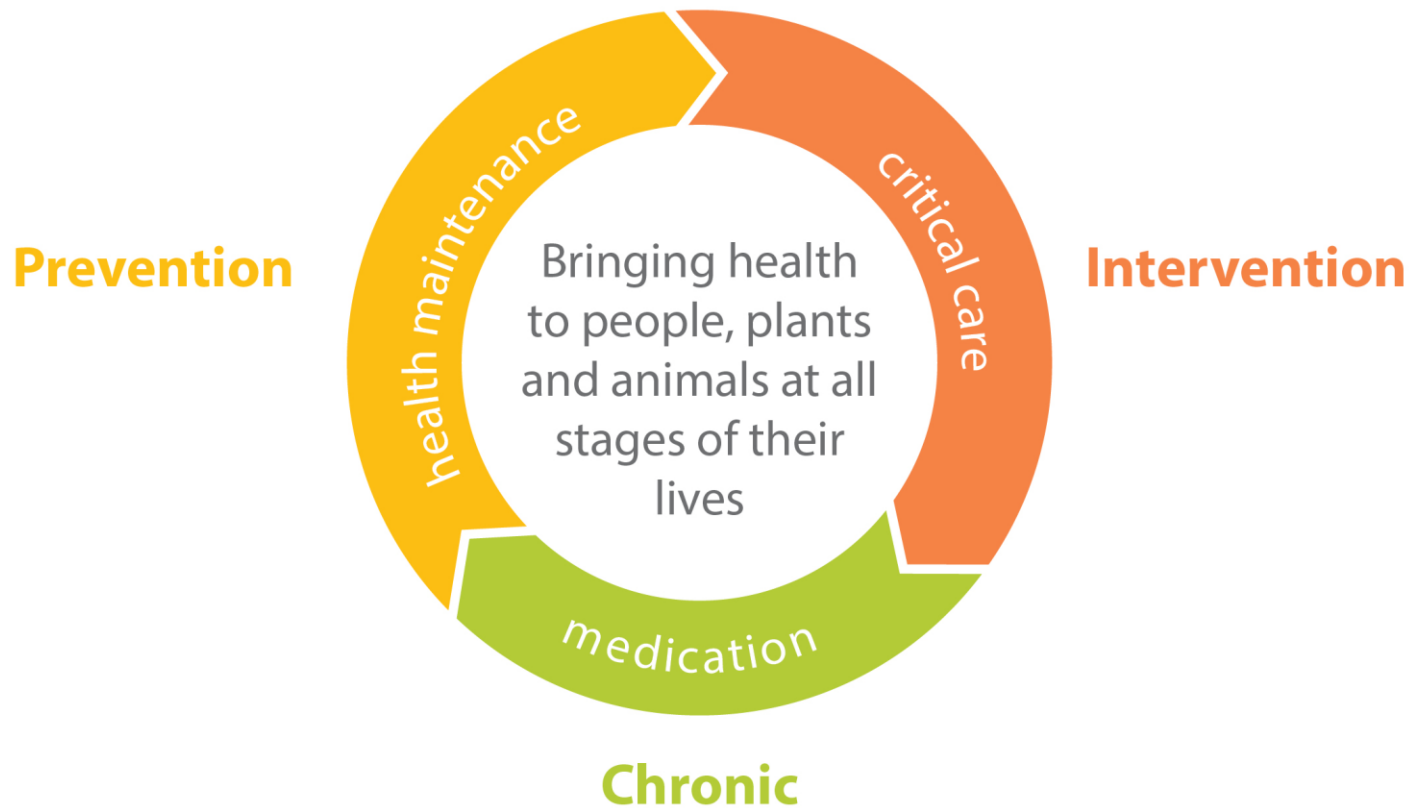 health maintenance
critical care
Prevention
Intervention
Bringing health
to people, plants
and animals at all
stages of their
lives
medication
Chronic